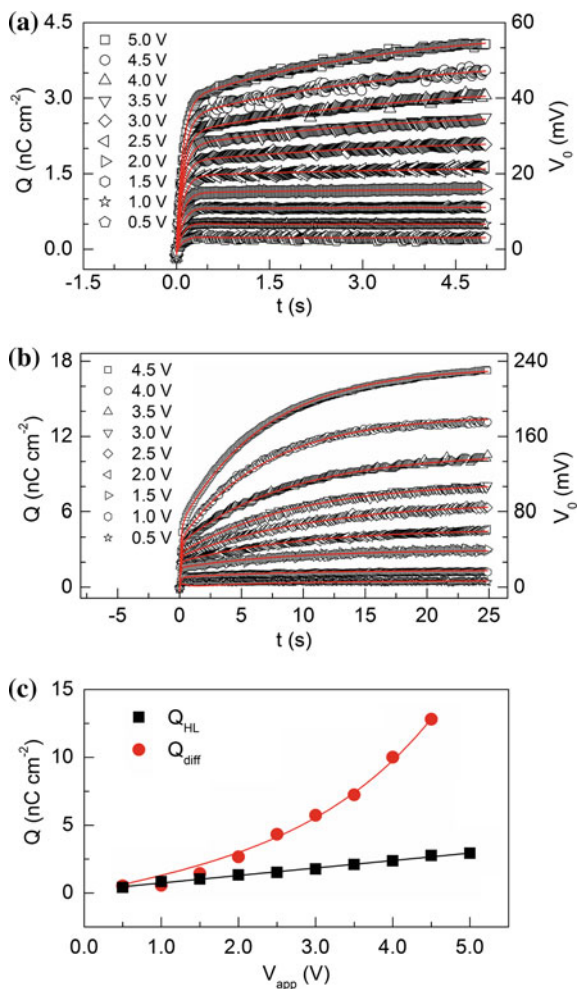 (a)
4.5
3.0
1.5
0.0
Q (nC cm-2)
5.0 V
4.5 V
4.0 V
3.5 V
3.0 V
2.5 V
2.0 V
1.5 V
1.0 V
0.5 V
60
40
20
0
V0 (mV)
-1.5 0.0 1.5 3.0 4.5
t (s)
(b)
18
12
6
0
Q (nC cm-2)
4.5 V
4.0 V
3.5 V
3.0 V
2.5 V
2.0 V
1.5 V
1.0 V
0.5 V
240
160
80
0
V0 (mV)
-5 0 5 10 15 20 25
t (s)
(c)
15
10
5
0
Q (nC cm-2)
QHL
Qdiff
0.0 1.0 2.0 3.0 4.0 5.0
Vapp (V)